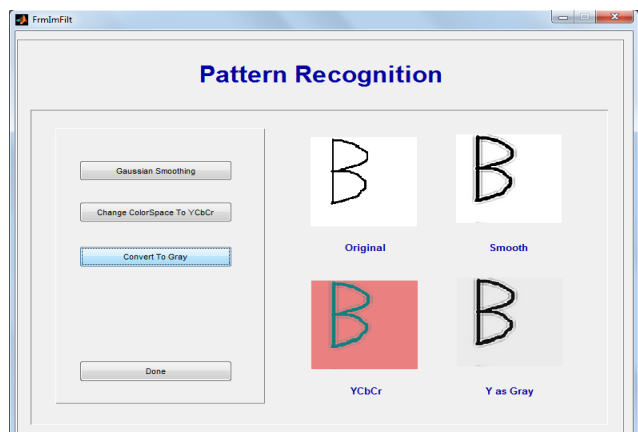 FrmImFilt
Pattern Recognition
Gaussian Smoothing
Change ColorSpace To YCbCr
Convert To Gray
Done
B
B
Original
Smooth
B
B
YCbCr
Y as Gray